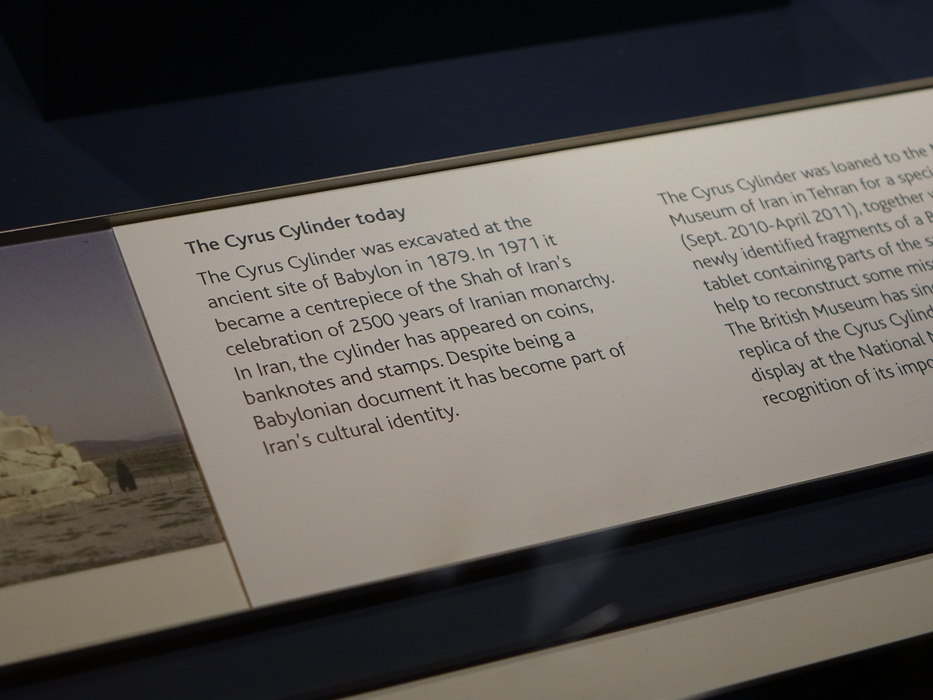 The Cyrus Cylinder today
The Cyrus Cylinder was excavated at the
ancient site of Babylon in 1879. In 1971 it
became a centrepiece of the Shah of Iran's
celebration of 2500 years of Iranian monarchy.
In Iran, the cylinder has appeared on coins,
banknotes and stamps. Despite being a
Babylonian document it has become part of
Iran's cultural identity.
The Cyrus Cylinder was loaned to the
Museum of Iran in Tehran for a
(Sept. 2010-April 2011), together
newly identified fragments of a
tablet containing parts of the
help to reconstruct some
The British Museum has
replica of the Cyrus
display at the National
recognition of its